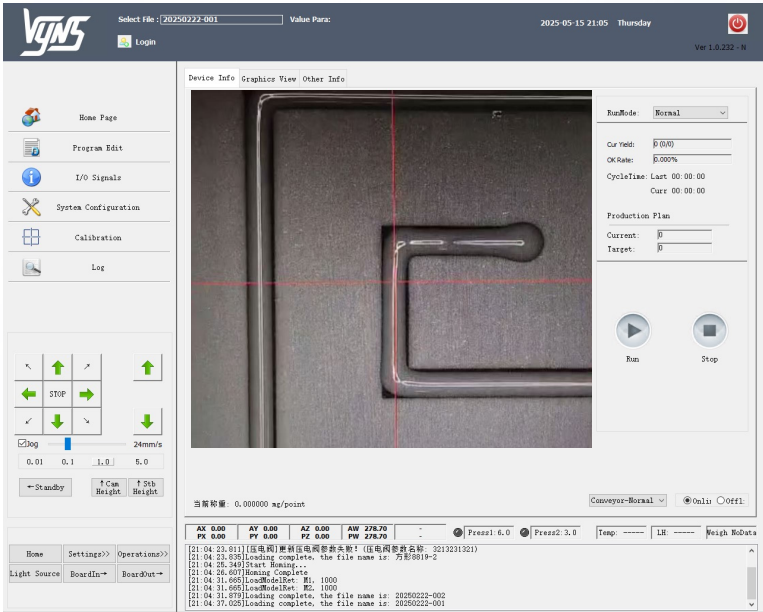 VYNS
Select File : 20250222-001
Value Para:
Login
2025-05-15 21:05 Thursday
Ver 1.0.232 - N
Home Page
Program Edit
I/O Signals
System Configuration
Calibration
Log
Device Info
Graphics View
Other Info
RunMode: Normal
Cur Yield: 0 (0/0)
OK Rate: 0.000%
CycleTime: Last 00:00:00
Curr 00:00:00
Production Plan
Current: 0
Target: 0
Run
Stop
STOP
Jog
24mm/s
0.01 0.1 1.0 5.0
←Standby
↑Cam Height
↑Stb Height
当前称重: 0.000000 mg/point
Conveyor-Normal
Onli
Offl
AX 0.00 AY 0.00 AZ 0.00 AW 278.70 -
PX 0.00 PY 0.00 PZ 0.00 PW 278.70 -
Press1:6.0
Press2:3.0
Temp: -----
LH: -----
Weigh NoData
Home
Settings>>
Operations>>
Light Source
BoardIn→
BoardOut→
[21:04:23.811][压电阀]更新压电阀参数失败! (压电阀参数名称: 3213231321)
[21:04:23.835]Loading complete, the file name is: 方形8819-2
[21:04:25.349]Start Homing...
[21:04:26.607]Homing Complete
[21:04:31.665]LoadModelRet: M1, 1000
[21:04:31.665]LoadModelRet: M2, 1000
[21:04:31.879]Loading complete, the file name is: 20250222-002
[21:04:37.025]Loading complete, the file name is: 20250222-001